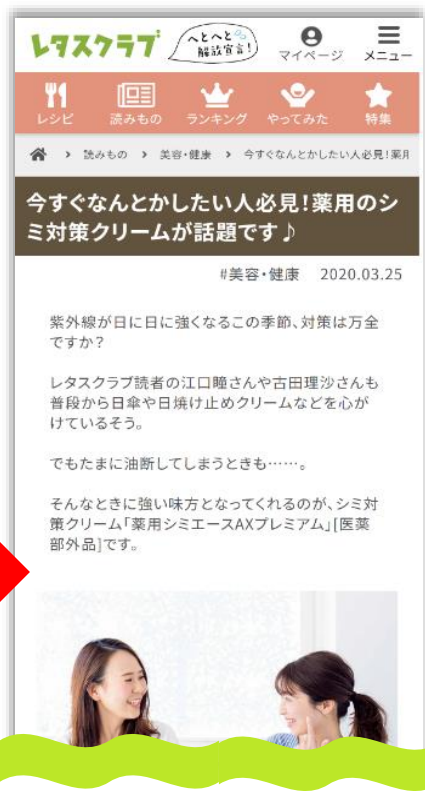 レタスクラブ
へとへと
解放宣言!
マイページ
メニュー
レシピ
読みもの
ランキング
やってみた
特集
> 読みもの > 美容・健康 > 今すぐなんとかしたい人必見!薬用
今すぐなんとかしたい人必見!薬用のシ
ミ対策クリームが話題です♪
#美容・健康 2020.03.25
紫外線が日に日に強くなるこの季節、対策は万全
ですか?
レタスクラブ読者の江口瞳さんや古田理沙さんも
普段から日傘や日焼け止めクリームなどを心が
けているそう。
でもたまに油断してしまうときも……。
そんなときに強い味方となってくれるのが、シミ対
策クリーム「薬用シミエースAXプレミアム」[医薬
部外品]です。